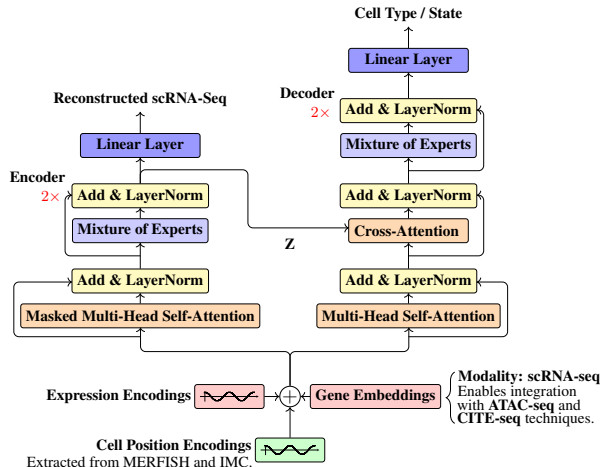 Cell Type / State
Linear Layer
Decoder
2×
Add & LayerNorm
Mixture of Experts
Add & LayerNorm
Cross-Attention
Add & LayerNorm
Multi-Head Self-Attention
Reconstructed scRNA-Seq
Linear Layer
Encoder
2×
Add & LayerNorm
Mixture of Experts
Z
Add & LayerNorm
Masked Multi-Head Self-Attention
Expression Encodings
Gene Embeddings
Modality: scRNA-seq
Enables integration
with ATAC-seq and
CITE-seq techniques.
Cell Position Encodings
Extracted from MERFISH and IMC.